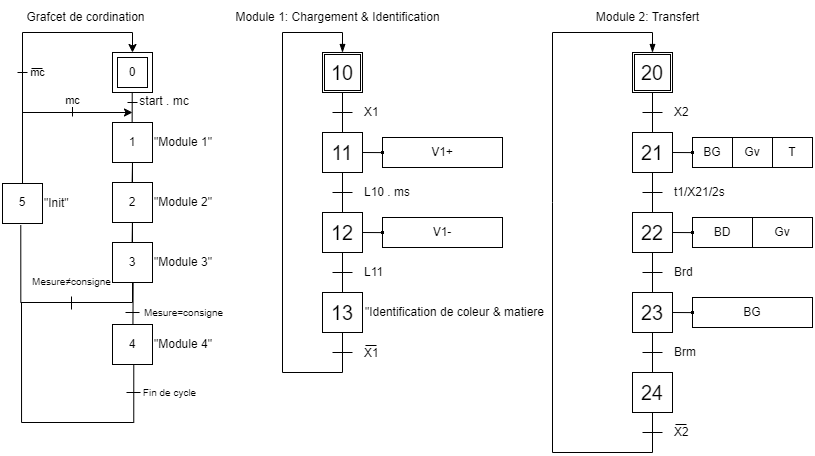 Grafcet de cordination
mc
mc
start . mc
0
1
"Module 1"
2
"Module 2"
5
"Init"
3
"Module 3"
Mesure≠consigne
Mesure=consigne
4
"Module 4"
Fin de cycle
Module 1: Chargement & Identification
10
X1
11
V1+
L10 . ms
12
V1-
L11
13
"Identification de coleur & matiere
X1
Module 2: Transfert
20
X2
21
BG
Gv
T
t1/X21/2s
22
BD
Gv
Brd
23
BG
Brm
24
X2